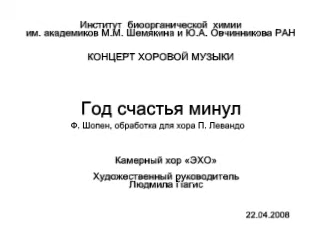 Институт биоорганической химии
им. академиков М.М. Шемякина и Ю.А. Овчинникова РАН
КОНЦЕРТ ХОРОВОЙ МУЗЫКИ
Год счастья минул
Ф. Шопен, обработка для хора П. Левандо
Камерный хор «ЭХО»
Художественный руководитель
Людмила Пагис
22.04.2008